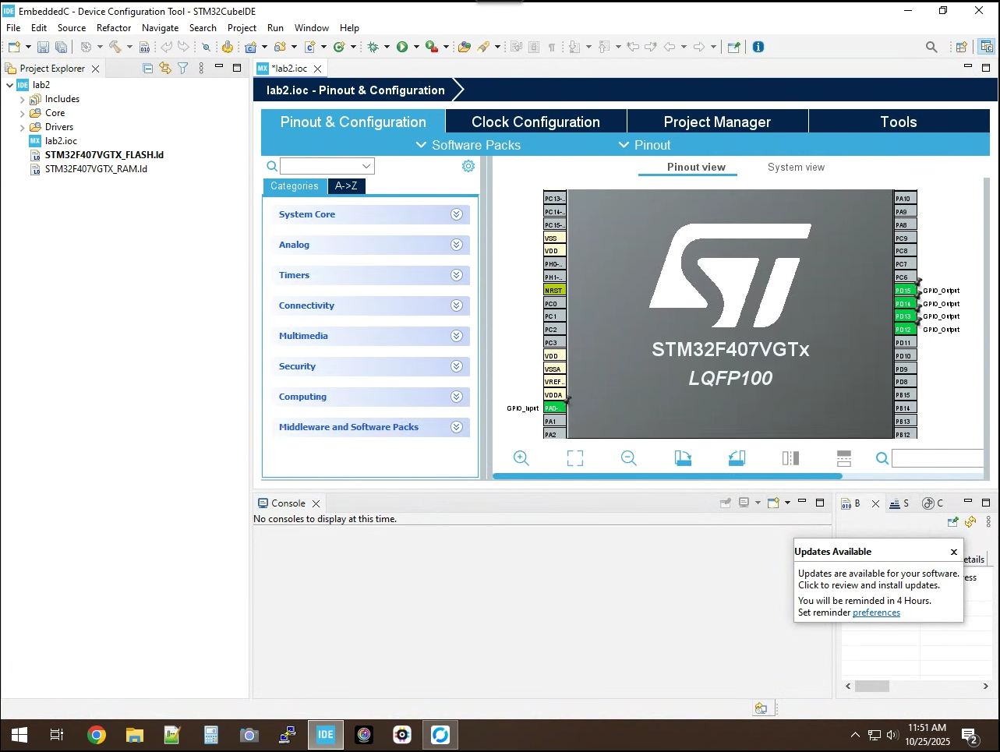 IDE EmbeddedC - Device Configuration Tool - STM32CubeIDE
File Edit Source Refactor Navigate Search Project Run Window Help
Project Explorer
MX *lab2.ioc
IDE lab2
Includes
Core
Drivers
MX lab2.ioc
STM32F407VGTX_FLASH.ld
STM32F407VGTX_RAM.ld
lab2.ioc - Pinout & Configuration
Pinout & Configuration Clock Configuration Project Manager Tools
Software Packs Pinout
Pinout view System view
Categories A->Z
System Core
Analog
Timers
Connectivity
Multimedia
Security
Computing
Middleware and Software Packs
PC13-..
PC14-..
PC15-..
VSS
VDD
PH0-..
PH1-..
NRST
PC0
PC1
PC2
PC3
VDD
VSSA
VREF..
VDDA
GPIO_Input PA0-..
PA1
PA2
ST
STM32F407VGTx
LQFP100
PA10
PA9
PA8
PC9
PC8
PC7
PC6
PD15 GPIO_Output
PD14 GPIO_Output
PD13 GPIO_Output
PD12 GPIO_Output
PD11
PD10
PD9
PD8
PB15
PB14
PB13
PB12
Console
No consoles to display at this time.
B S C
etails
ess
Updates Available
Updates are available for your software.
Click to review and install updates.
You will be reminded in 4 Hours.
Set reminder preferences
IDE
11:51 AM
10/25/2025
2